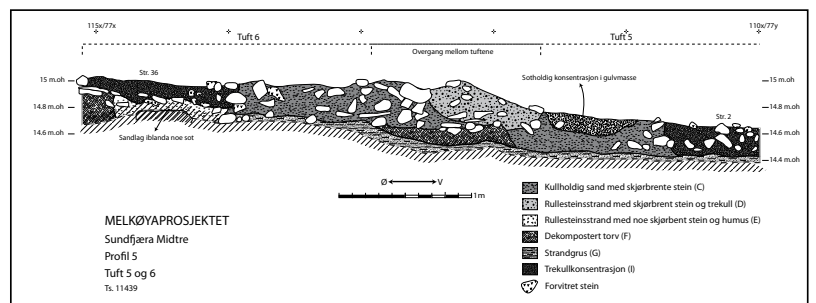 115x/77x
110x/77y
Tuft 6
Tuft 5
Overgang mellom tuftene
Sotholdig konsentrasjon i gulvmasse
Str. 36
Str. 2
15 m.oh
14.8 m.oh
14.6 m.oh
15 m.oh
14.8 m.oh
14.6 m.oh
14.4 m.oh
Sandlag iblanda noe sot
Ø V
1m
MELKØYAPROSJEKTET
Sundfjæra Midtre
Profil 5
Tuft 5 og 6
Ts. 11439
Kullholdig sand med skjørbrente stein (C)
Rullesteinsstrand med skjørbent stein og trekull (D)
Rullesteinsstrand med noe skjørbent stein og humus (E)
Dekompostert torv (F)
Strandgrus (G)
Trekullkonsentrasjon (I)
Forvitret stein